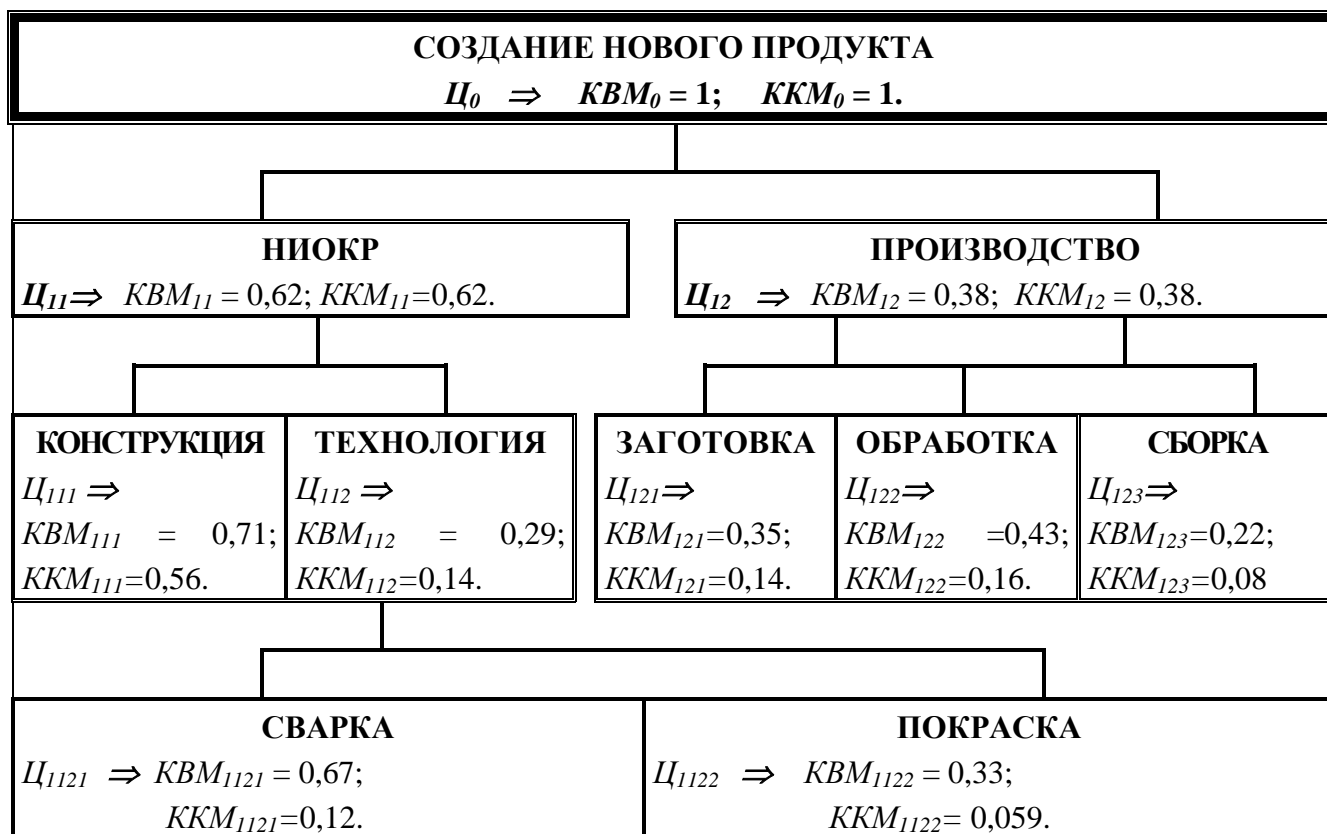 СОЗДАНИЕ НОВОГО ПРОДУКТА
Ц0 ⇒ КВМ0 = 1; ККМ0 = 1.
НИОКР
Ц11⇒ КВМ11 = 0,62; ККМ11=0,62.
ПРОИЗВОДСТВО
Ц12 ⇒ КВМ12 = 0,38; ККМ12 = 0,38.
КОНСТРУКЦИЯ
Ц111 ⇒
КВМ111 = 0,71;
ККМ111=0,56.
ТЕХНОЛОГИЯ
Ц112 ⇒
КВМ112 = 0,29;
ККМ112=0,14.
ЗАГОТОВКА
Ц121⇒
КВМ121=0,35;
ККМ121=0,14.
ОБРАБОТКА
Ц122⇒
КВМ122 =0,43;
ККМ122=0,16.
СБОРКА
Ц123⇒
КВМ123=0,22;
ККМ123=0,08
СВАРКА
Ц1121 ⇒ КВМ1121 = 0,67;
ККМ1121=0,12.
ПОКРАСКА
Ц1122 ⇒ КВМ1122 = 0,33;
ККМ1122= 0,059.